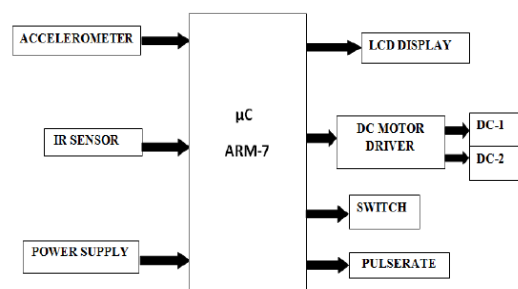 ACCELEROMETER
IR SENSOR
POWER SUPPLY
µC
ARM-7
LCD DISPLAY
DC MOTOR
DRIVER
DC-1
DC-2
SWITCH
PULSERATE